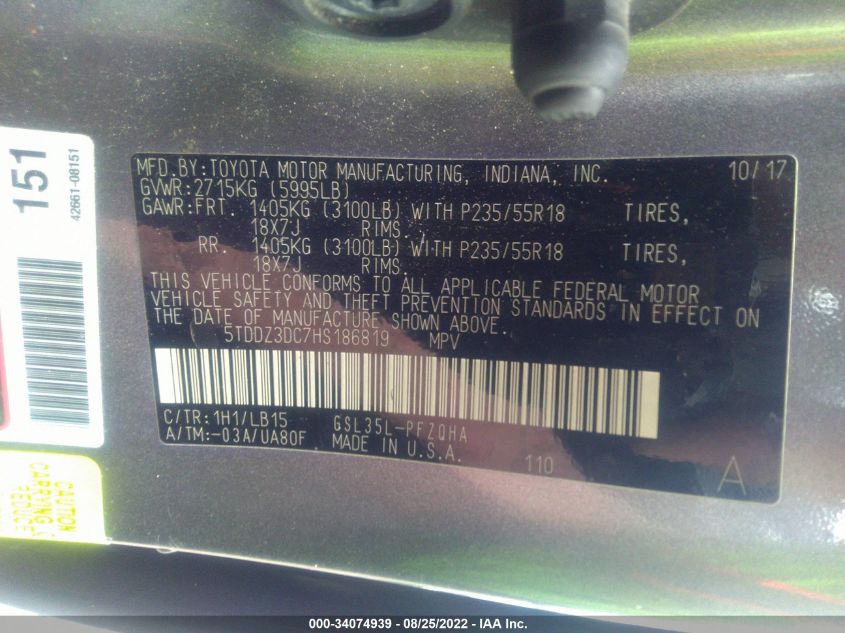 MFD.BY:TOYOTA MOTOR MANUFACTURING, INDIANA, INC. 10/17
GVWR:2715KG (5995LB)
GAWR:FRT. 1405KG (3100LB) WITH P235/55R18 TIRES,
18X7J RIMS.
RR. 1405KG (3100LB) WITH P235/55R18 TIRES,
18X7J RIMS.
THIS VEHICLE CONFORMS TO ALL APPLICABLE FEDERAL MOTOR
VEHICLE SAFETY AND THEFT PREVENTION STANDARDS IN EFFECT ON
THE DATE OF MANUFACTURE SHOWN ABOVE.
5TDDZ3DC7HS186819 MPV
C/TR:1H1/LB15 GSL35L-PFZQHA
A/TM:-03A/UA80F MADE IN U.S.A.
110 A
151
42661-08151
CAUTION
CARRYING
REDUCE
000-34074939 - 08/25/2022 - IAA Inc.